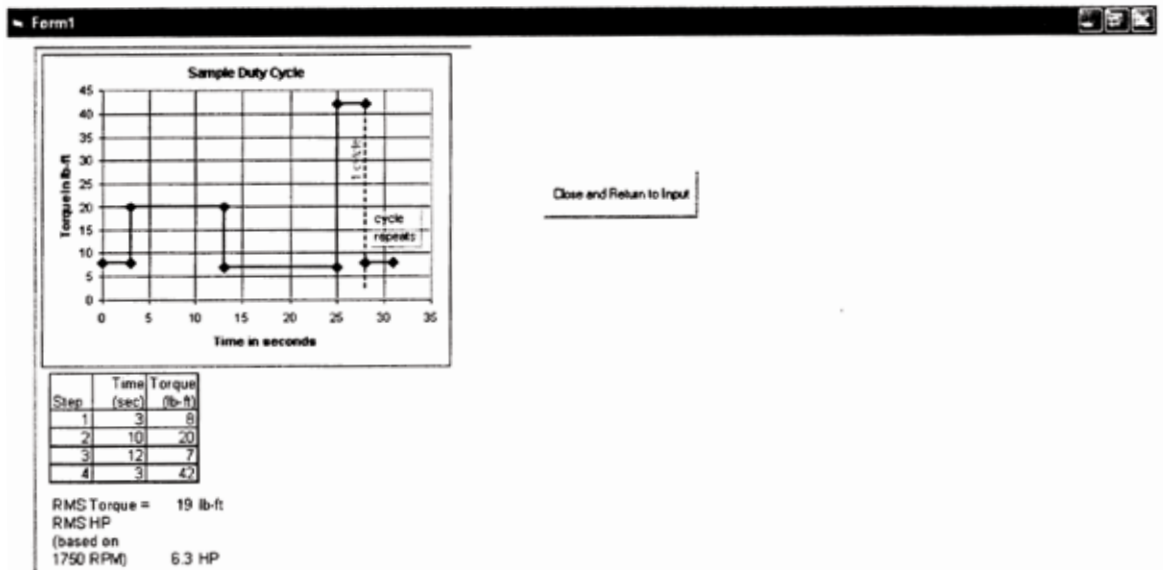 Form1
Sample Duty Cycle
45
40
35
30
25
20
15
10
5
0
Torque in lb-ft
1 cycle
cycle
repeats
0 5 10 15 20 25 30 35
Time in seconds
Close and Return to Input
Step Time (sec) Torque (lb-ft)
1 3 8
2 10 20
3 12 7
4 3 42
RMS Torque = 19 lb-ft
RMS HP
(based on
1750 RPM) 6.3 HP